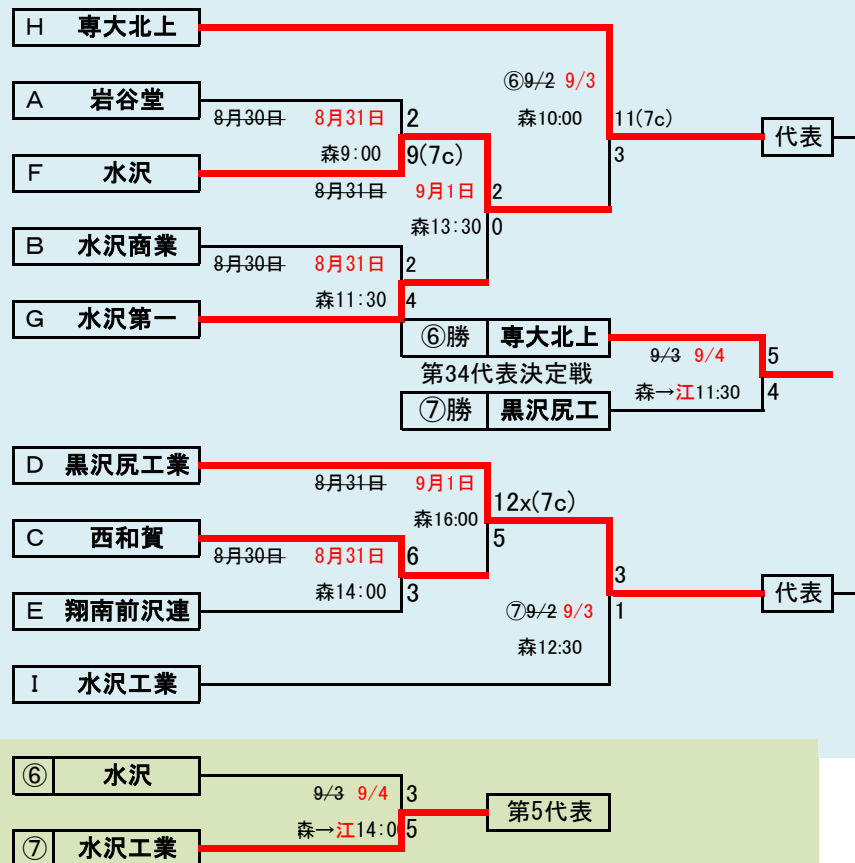 H 専大北上
⑥9/2 9/3
A 岩谷堂
8月30日 8月31日 2
森10:00 11(7c)
代表
森9:00 9(7c)
3
F 水沢
8月31日 9月1日 2
森13:30 0
B 水沢商業
8月30日 8月31日 2
森11:30 4
G 水沢第一
⑥勝 専大北上
9/3 9/4 5
第34代表決定戦
森→江11:30 4
⑦勝 黒沢尻工
D 黒沢尻工業
8月31日 9月1日
12x(7c)
森16:00
C 西和賀
5
8月30日 8月31日 6
3
森14:00 3
代表
E 翔南前沢連
⑦9/2 9/3 1
森12:30
I 水沢工業
⑥ 水沢
9/3 9/4 3
第5代表
森→江14:0 5
⑦ 水沢工業